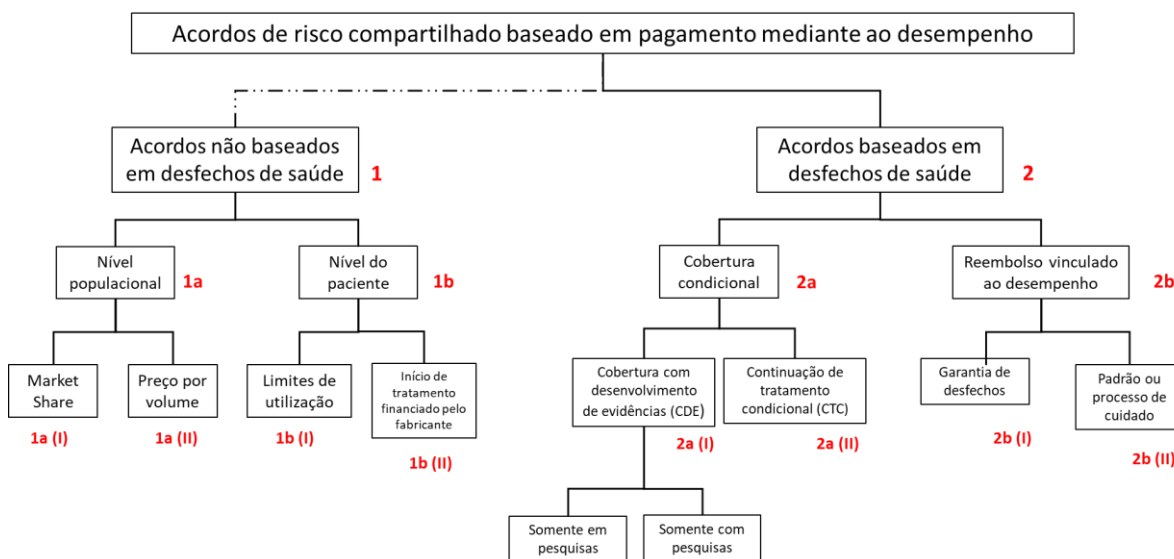 Acordos de risco compartilhado baseado em pagamento mediante ao desempenho
Acordos não baseados
em desfechos de saúde
1
Acordos baseados em
desfechos de saúde
2
Nível
populacional
1a
Nível do
paciente
1b
Cobertura
condicional
2a
Reembolso vinculado
ao desempenho
2b
Market
Share
1a (I)
Preço por
volume
1a (II)
Limites de
utilização
1b (I)
Início de
tratamento
financiado pelo
fabricante
1b (II)
Cobertura com
desenvolvimento
de evidências (CDE)
2a (I)
Continuação de
tratamento
condicional (CTC)
2a (II)
Garantia de
desfechos
2b (I)
Padrão ou
processo de
cuidado
2b (II)
Somente em
pesquisas
Somente com
pesquisas